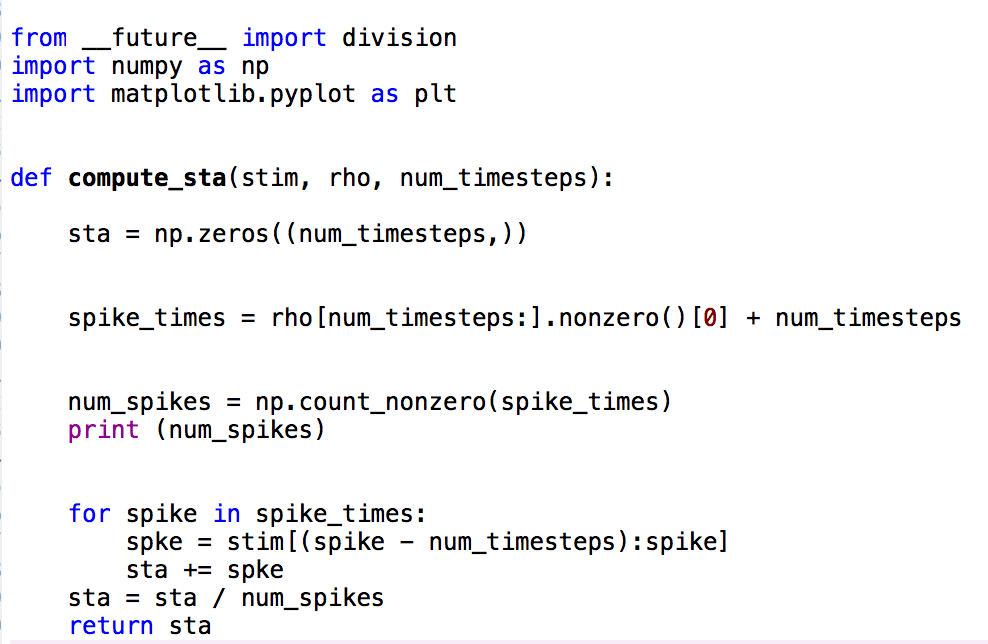 from __future__ import division
import numpy as np
import matplotlib.pyplot as plt
def compute_sta(stim, rho, num_timesteps):
    sta = np.zeros((num_timesteps,))
    spike_times = rho[num_timesteps:].nonzero()[0] + num_timesteps
    num_spikes = np.count_nonzero(spike_times)
    print (num_spikes)
    for spike in spike_times:
        spke = stim[(spike - num_timesteps):spike]
        sta += spke
    sta = sta / num_spikes
    return sta